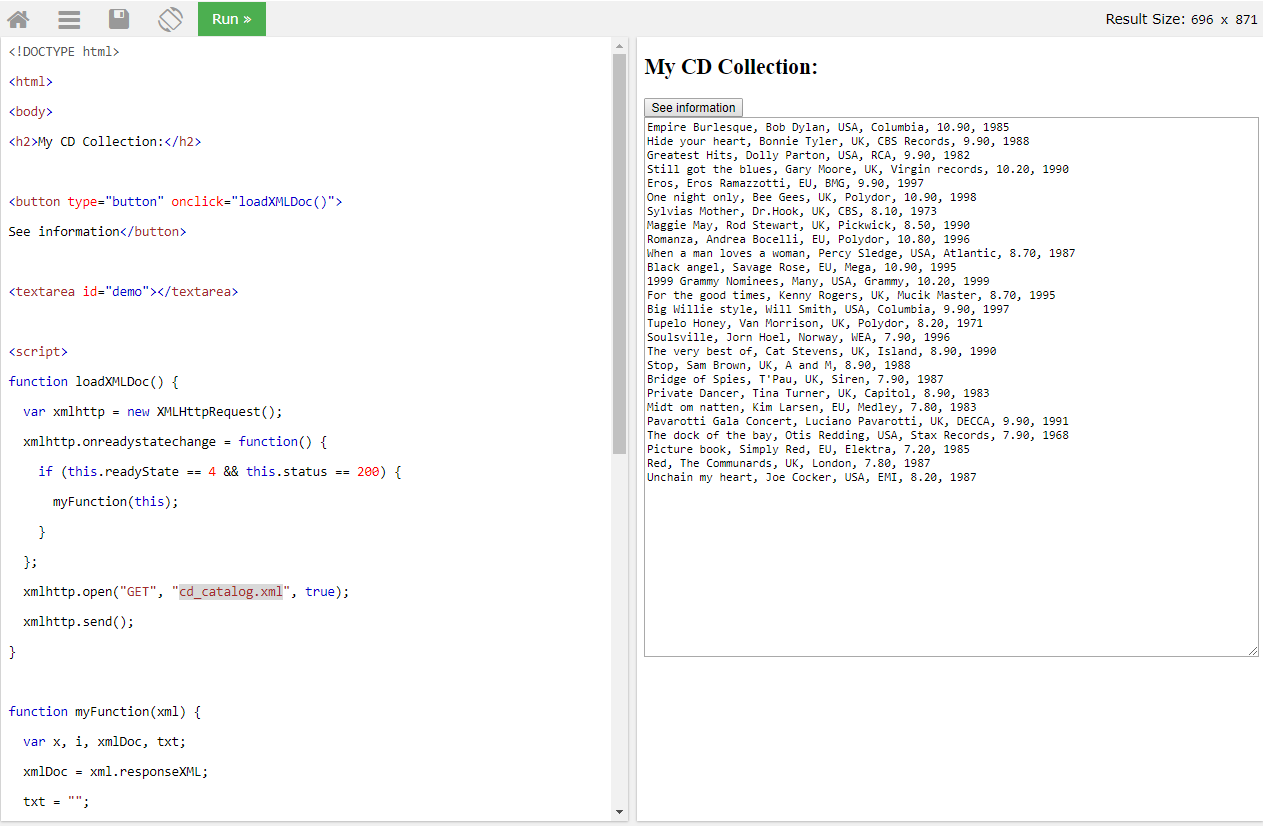 Run »
Result Size: 696 x 871
<!DOCTYPE html>
<html>
<body>
<h2>My CD Collection:</h2>
<button type="button" onclick="loadXMLDoc()">
See information</button>
<textarea id="demo"></textarea>
<script>
function loadXMLDoc() {
  var xmlhttp = new XMLHttpRequest();
  xmlhttp.onreadystatechange = function() {
    if (this.readyState == 4 && this.status == 200) {
      myFunction(this);
    }
  };
  xmlhttp.open("GET", "cd_catalog.xml", true);
  xmlhttp.send();
}
function myFunction(xml) {
  var x, i, xmlDoc, txt;
  xmlDoc = xml.responseXML;
  txt = "";
My CD Collection:
See information
Empire Burlesque, Bob Dylan, USA, Columbia, 10.90, 1985
Hide your heart, Bonnie Tyler, UK, CBS Records, 9.90, 1988
Greatest Hits, Dolly Parton, USA, RCA, 9.90, 1982
Still got the blues, Gary Moore, UK, Virgin records, 10.20, 1990
Eros, Eros Ramazzotti, EU, BMG, 9.90, 1997
One night only, Bee Gees, UK, Polydor, 10.90, 1998
Sylvias Mother, Dr.Hook, UK, CBS, 8.10, 1973
Maggie May, Rod Stewart, UK, Pickwick, 8.50, 1990
Romanza, Andrea Bocelli, EU, Polydor, 10.80, 1996
When a man loves a woman, Percy Sledge, USA, Atlantic, 8.70, 1987
Black angel, Savage Rose, EU, Mega, 10.90, 1995
1999 Grammy Nominees, Many, USA, Grammy, 10.20, 1999
For the good times, Kenny Rogers, UK, Mucik Master, 8.70, 1995
Big Willie style, Will Smith, USA, Columbia, 9.90, 1997
Tupelo Honey, Van Morrison, UK, Polydor, 8.20, 1971
Soulsville, Jorn Hoel, Norway, WEA, 7.90, 1996
The very best of, Cat Stevens, UK, Island, 8.90, 1990
Stop, Sam Brown, UK, A and M, 8.90, 1988
Bridge of Spies, T'Pau, UK, Siren, 7.90, 1987
Private Dancer, Tina Turner, UK, Capitol, 8.90, 1983
Midt om natten, Kim Larsen, EU, Medley, 7.80, 1983
Pavarotti Gala Concert, Luciano Pavarotti, UK, DECCA, 9.90, 1991
The dock of the bay, Otis Redding, USA, Stax Records, 7.90, 1968
Picture book, Simply Red, EU, Elektra, 7.20, 1985
Red, The Communards, UK, London, 7.80, 1987
Unchain my heart, Joe Cocker, USA, EMI, 8.20, 1987